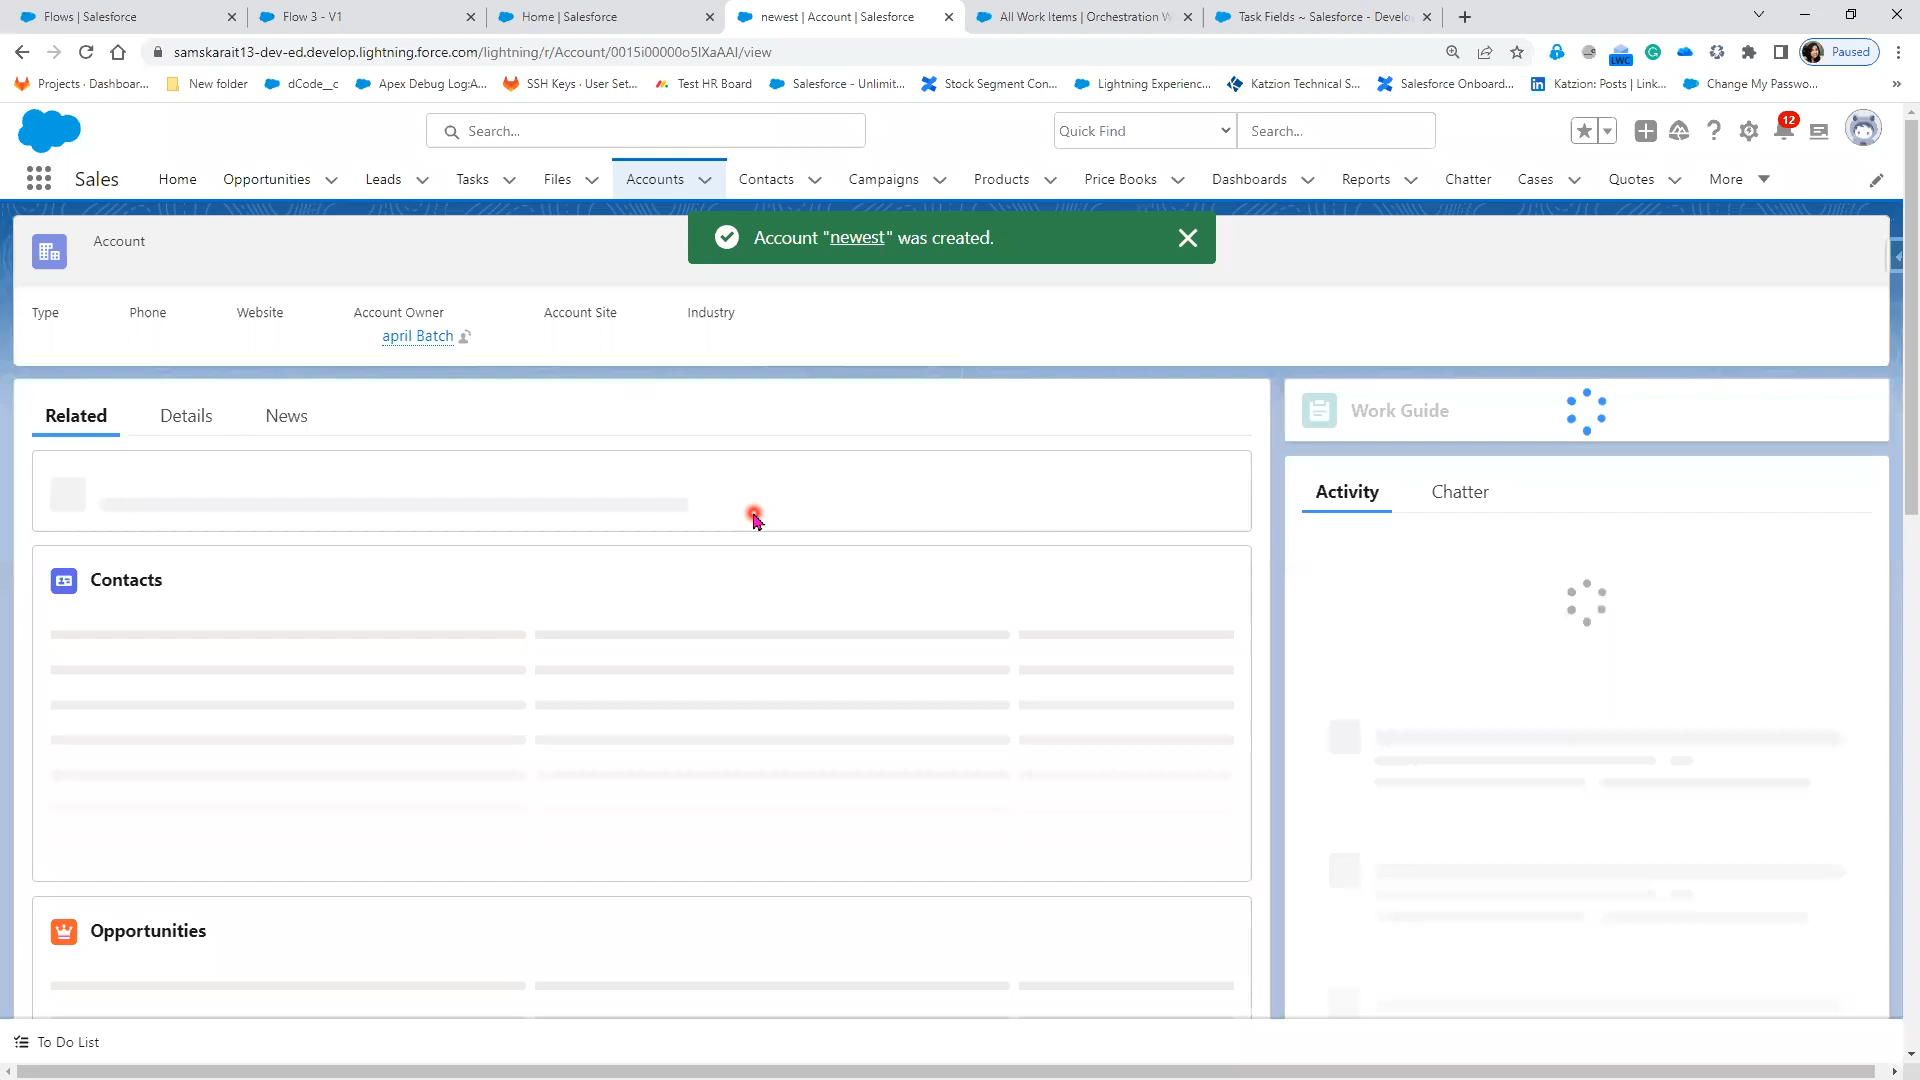 Flows | Salesforce
Flow 3 - V1
Home | Salesforce
newest | Account | Salesforce
All Work Items | Orchestration W
Task Fields ~ Salesforce - Develo
samskarait13-dev-ed.develop.lightning.force.com/lightning/r/Account/0015i00000o5IXaAAI/view
LWC
Paused
Projects · Dashboar...
New folder
dCode__c
Apex Debug Log:A...
SSH Keys · User Set...
Test HR Board
Salesforce - Unlimit...
Stock Segment Con...
Lightning Experienc...
Katzion Technical S...
Salesforce Onboard...
Katzion: Posts | Link...
Change My Passwo...
Search...
Quick Find
Search...
12
Sales
Home
Opportunities
Leads
Tasks
Files
Accounts
Contacts
Campaigns
Products
Price Books
Dashboards
Reports
Chatter
Cases
Quotes
More
Account "newest" was created.
Account
Type
Phone
Website
Account Owner
Account Site
Industry
april Batch
Related
Details
News
Work Guide
Activity
Chatter
Contacts
Opportunities
To Do List